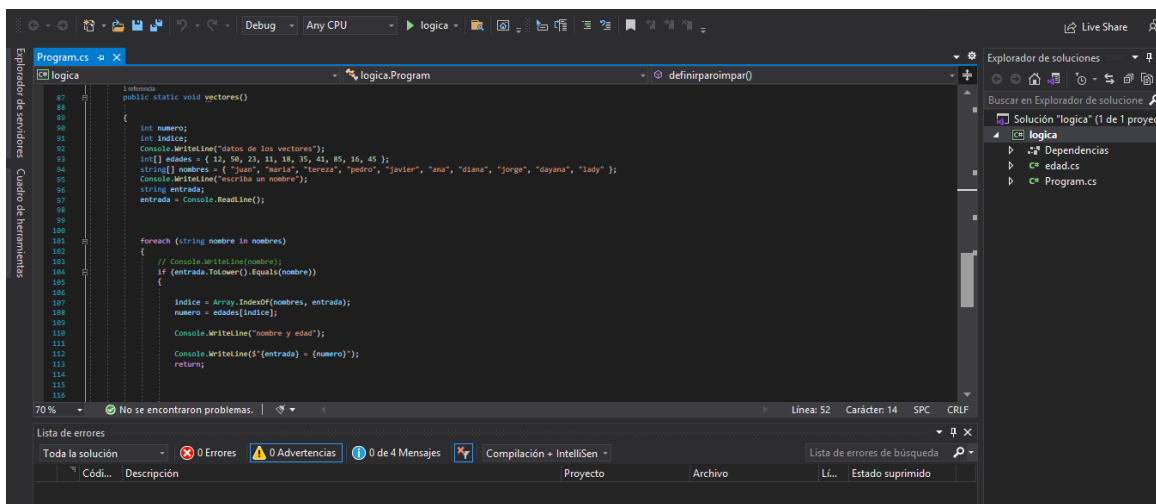 Debug Any CPU logica Live Share
Explorador de servidores
Cuadro de herramientas
Program.cs
logica logica.Program definirparoimpar()
1 referencia
87 public static void vectores()
88
89 {
90 int numero;
91 int indice;
92 Console.WriteLine("datos de los vectores");
93 int[] edades = { 12, 50, 23, 11, 18, 35, 41, 85, 16, 45 };
94 string[] nombres = { "juan", "maria", "tereza", "pedro", "javier", "ana", "diana", "jorge", "dayana", "lady" };
95 Console.WriteLine("escriba un nombre");
96 string entrada;
97 entrada = Console.ReadLine();
98
99
100
101 foreach (string nombre in nombres)
102 {
103 // Console.WriteLine(nombre);
104 if (entrada.ToLower().Equals(nombre))
105 {
106
107 indice = Array.IndexOf(nombres, entrada);
108 numero = edades[indice];
109
110 Console.WriteLine("nombre y edad");
111
112 Console.WriteLine($"{entrada} = {numero}");
113 return;
114
115
116
70 % No se encontraron problemas. Línea: 52 Carácter: 14 SPC CRLF
Lista de errores
Toda la solución 0 Errores 0 Advertencias 0 de 4 Mensajes Compilación + IntelliSen Lista de errores de búsqueda
Códi... Descripción Proyecto Archivo Lí... Estado suprimido
Explorador de soluciones
Buscar en Explorador de solucione
Solución "logica" (1 de 1 proyec
C# logica
Dependencias
C# edad.cs
C# Program.cs